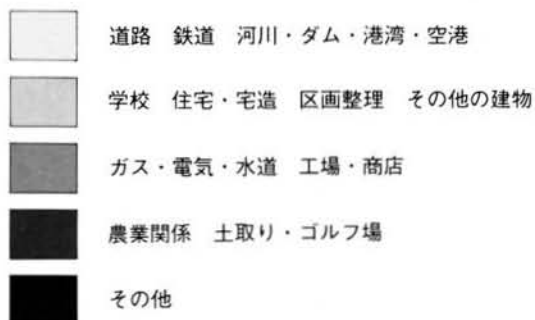 道路　鉄道　河川・ダム・港湾・空港
学校　住宅・宅造　区画整理　その他の建物
ガス・電気・水道　工場・商店
農業関係　土取り・ゴルフ場
その他